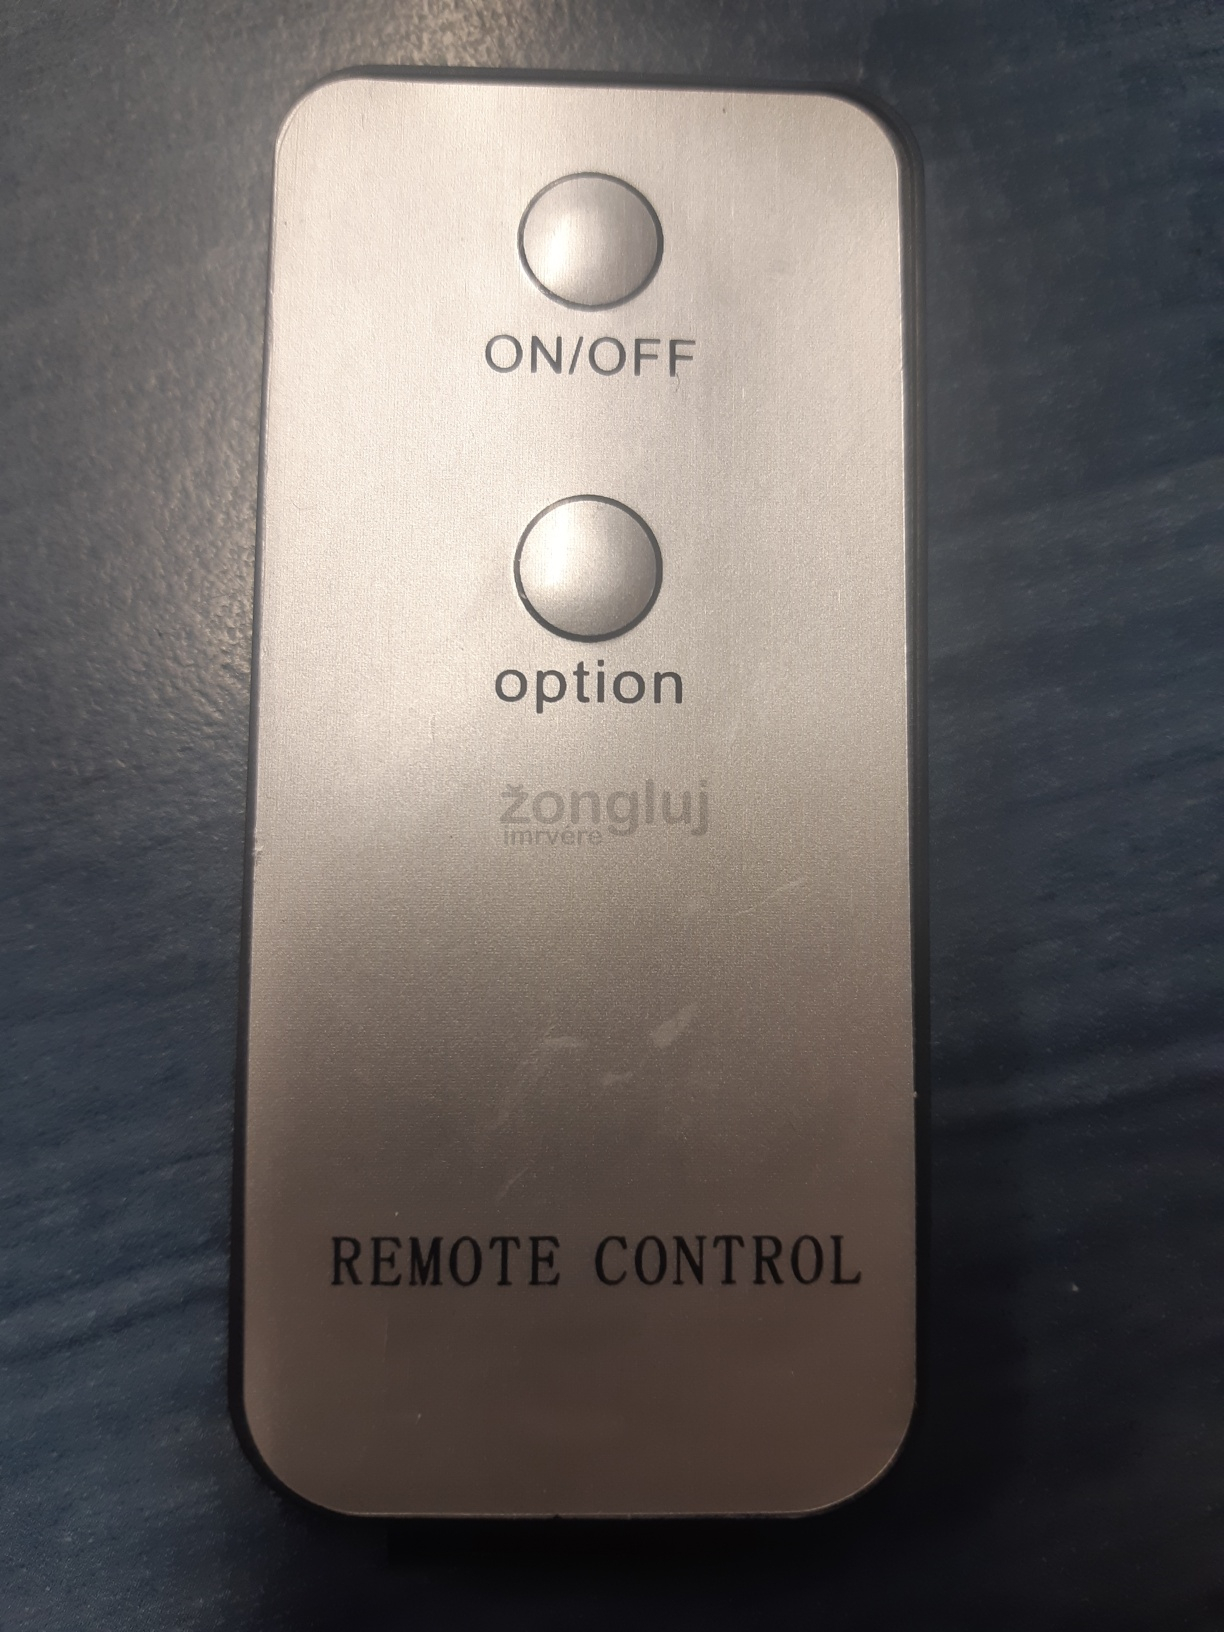 ON/OFF
option
žongluj
imrvére
REMOTE CONTROL